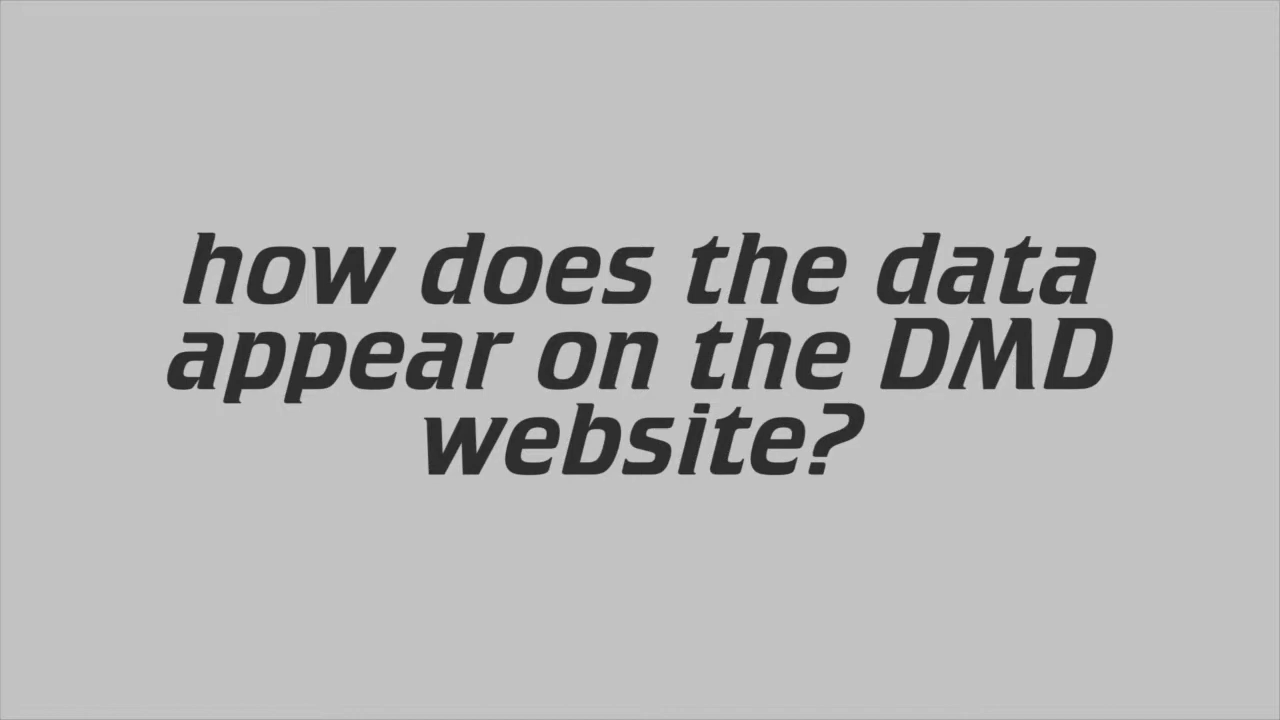 how does the data
appear on the DMD
website?